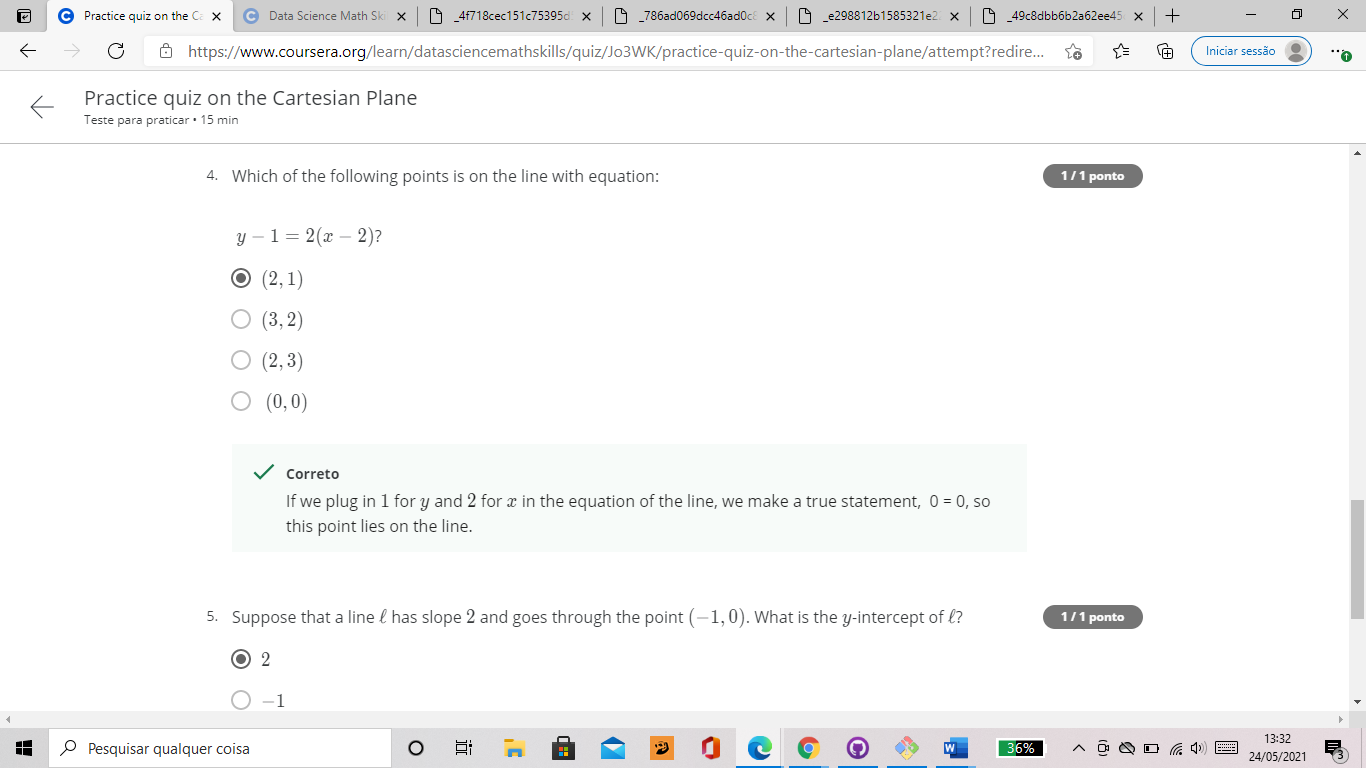 Practice quiz on the Ca
Data Science Math Ski
_4f718cec151c75395d
_786ad069dcc46ad0c8
_e298812b1585321e2
_49c8dbb6b2a62ee45
https://www.coursera.org/learn/datasciencemathskills/quiz/Jo3WK/practice-quiz-on-the-cartesian-plane/attempt?redire...
Iniciar sessão
Practice quiz on the Cartesian Plane
Teste para praticar • 15 min
4. Which of the following points is on the line with equation:
1 / 1 ponto
y − 1 = 2(x − 2)?
(2, 1)
(3, 2)
(2, 3)
(0, 0)
Correto
If we plug in 1 for y and 2 for x in the equation of the line, we make a true statement, 0 = 0, so
this point lies on the line.
5. Suppose that a line ℓ has slope 2 and goes through the point (−1, 0). What is the y-intercept of ℓ?
1 / 1 ponto
2
−1
Pesquisar qualquer coisa
36%
13:32
24/05/2021
3